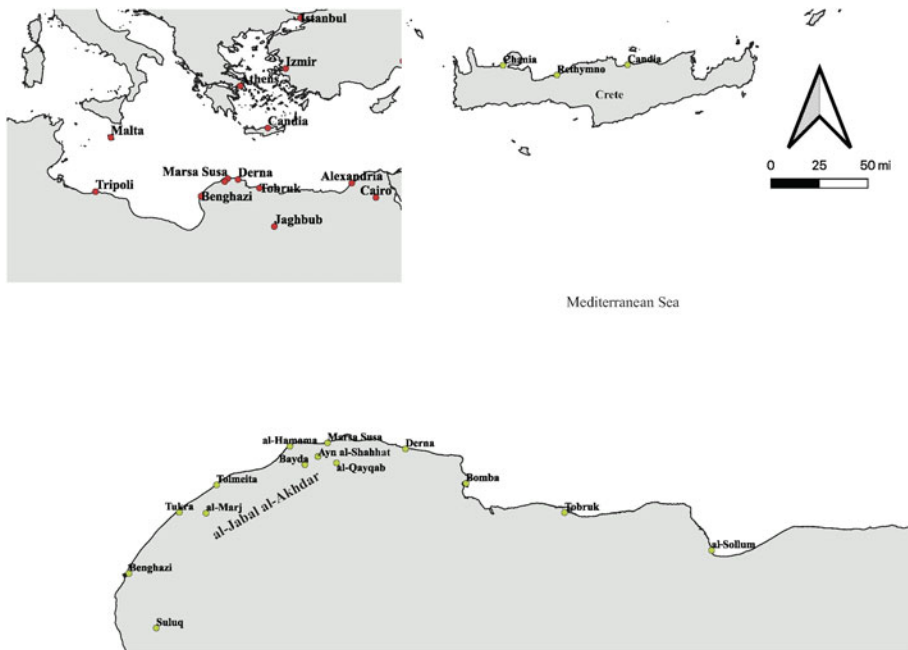 Istanbul
Izmir
Athens
Candia
Malta
Marsa Susa
Derna
Tripoli
Benghazi
Tobruk
Alexandria
Cairo
Jaghbub
Chania
Rethymno
Candia
Crete
0 25 50 mi
Mediterranean Sea
al-Hamama
Marsa Susa
Derna
Ayn al-Shahhat
Bayda
al-Qayqab
Tolmeita
al-Jabal al-Akhdar
Bomba
Tukra
al-Marj
Tobruk
al-Sollum
Benghazi
Suluq